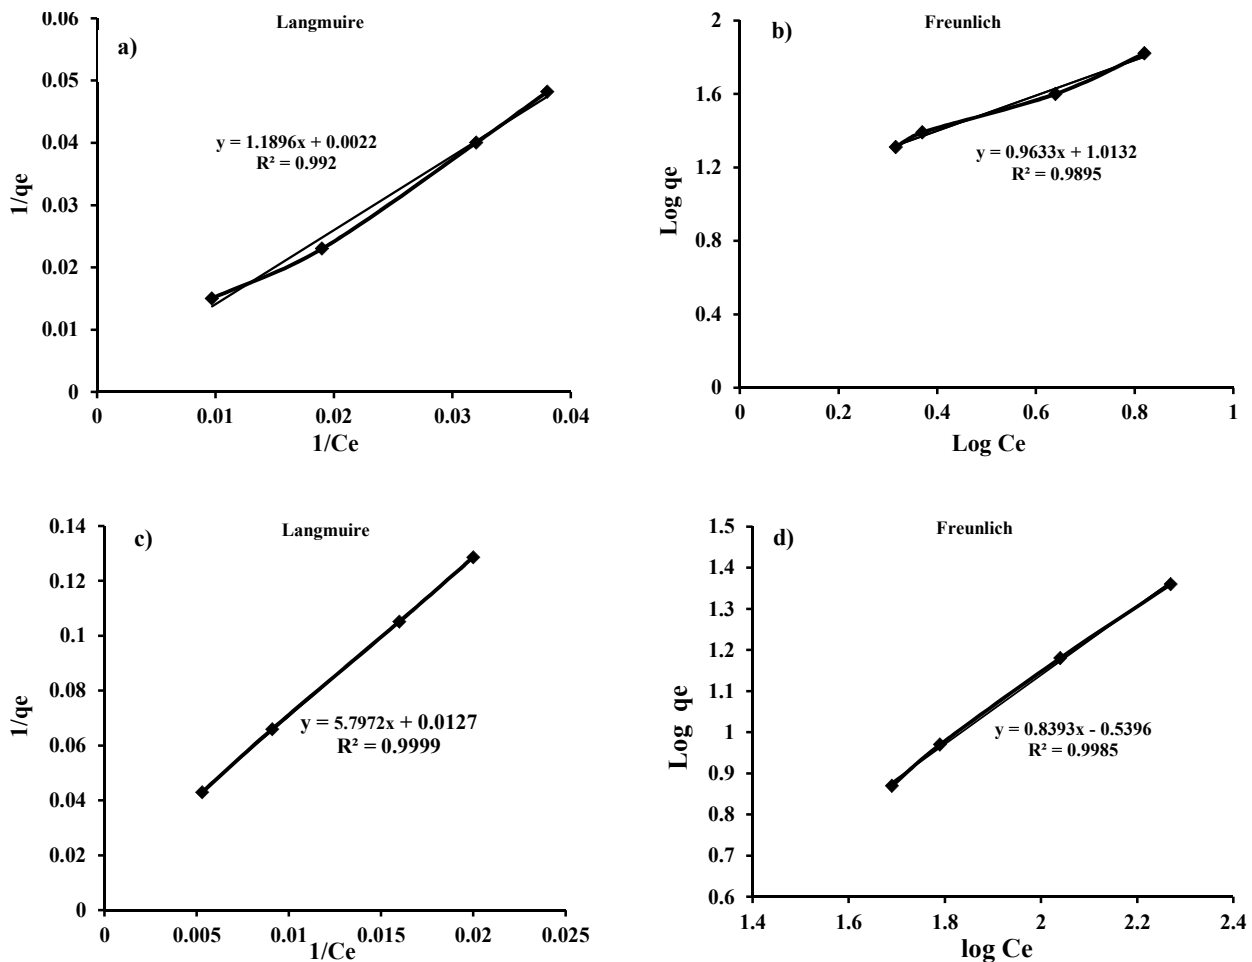 Langmuire
a)
0.06
0.05
0.04
0.03
0.02
0.01
0
1/qe
y = 1.1896x + 0.0022
R² = 0.992
0
0.01
0.02
0.03
0.04
1/Ce
Freunlich
b)
2
1.6
1.2
0.8
0.4
0
Log qe
y = 0.9633x + 1.0132
R² = 0.9895
0
0.2
0.4
0.6
0.8
1
Log Ce
Langmuire
c)
0.14
0.12
0.1
0.08
0.06
0.04
0.02
0
1/qe
y = 5.7972x + 0.0127
R² = 0.9999
0
0.005
0.01
0.015
0.02
0.025
1/Ce
Freunlich
d)
1.5
1.4
1.3
1.2
1.1
1
0.9
0.8
0.7
0.6
Log qe
y = 0.8393x - 0.5396
R² = 0.9985
1.4
1.6
1.8
2
2.2
2.4
log Ce